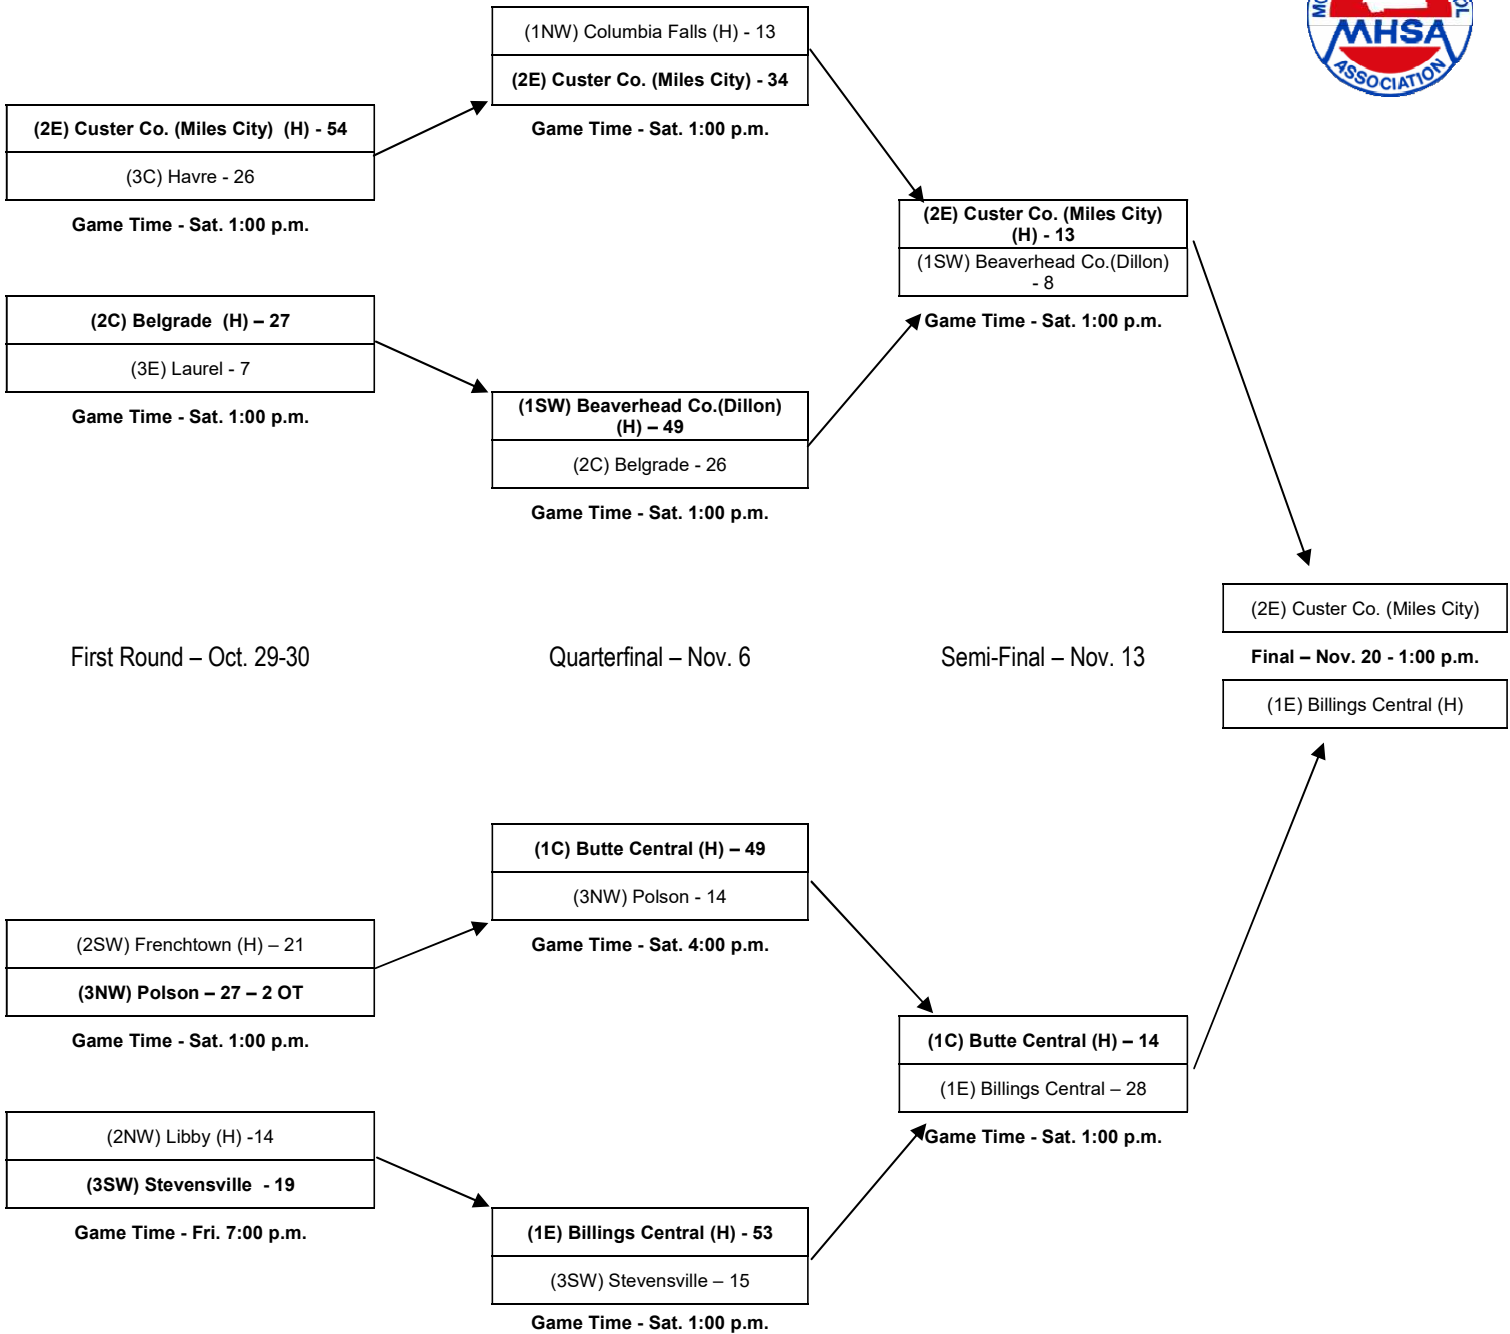 (1NW) Columbia Falls (H) - 13
(2E) Custer Co. (Miles City) - 34
Game Time - Sat. 1:00 p.m.
MHSA
ASSOCIATION
(2E) Custer Co. (Miles City) (H) - 54
(3C) Havre - 26
Game Time - Sat. 1:00 p.m.
(2E) Custer Co. (Miles City)
(H) - 13
(1SW) Beaverhead Co.(Dillon)
- 8
Game Time - Sat. 1:00 p.m.
(2C) Belgrade (H) – 27
(3E) Laurel - 7
Game Time - Sat. 1:00 p.m.
(1SW) Beaverhead Co.(Dillon)
(H) – 49
(2C) Belgrade - 26
Game Time - Sat. 1:00 p.m.
(2E) Custer Co. (Miles City)
First Round – Oct. 29-30
Quarterfinal – Nov. 6
Semi-Final – Nov. 13
Final – Nov. 20 - 1:00 p.m.
(1E) Billings Central (H)
(1C) Butte Central (H) – 49
(3NW) Polson - 14
Game Time - Sat. 4:00 p.m.
(2SW) Frenchtown (H) – 21
(3NW) Polson – 27 – 2 OT
Game Time - Sat. 1:00 p.m.
(1C) Butte Central (H) – 14
(1E) Billings Central – 28
Game Time - Sat. 1:00 p.m.
(2NW) Libby (H) -14
(3SW) Stevensville - 19
Game Time - Fri. 7:00 p.m.
(1E) Billings Central (H) - 53
(3SW) Stevensville – 15
Game Time - Sat. 1:00 p.m.